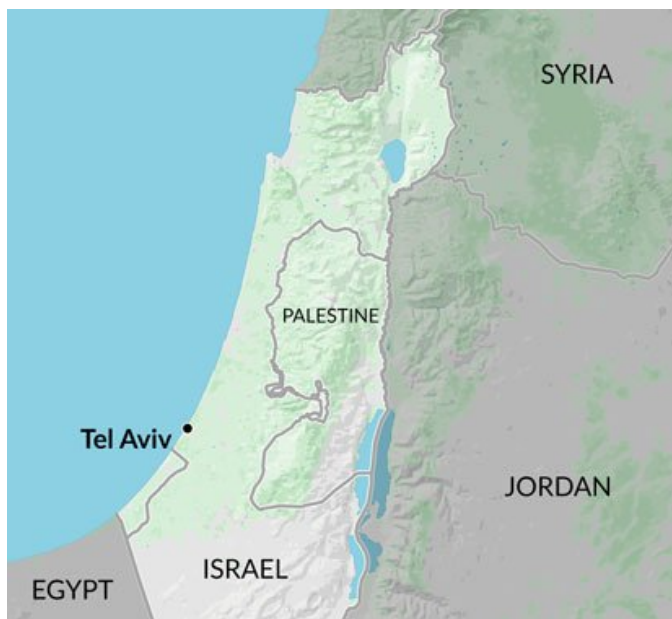 SYRIA
PALESTINE
Tel Aviv
JORDAN
ISRAEL
EGYPT